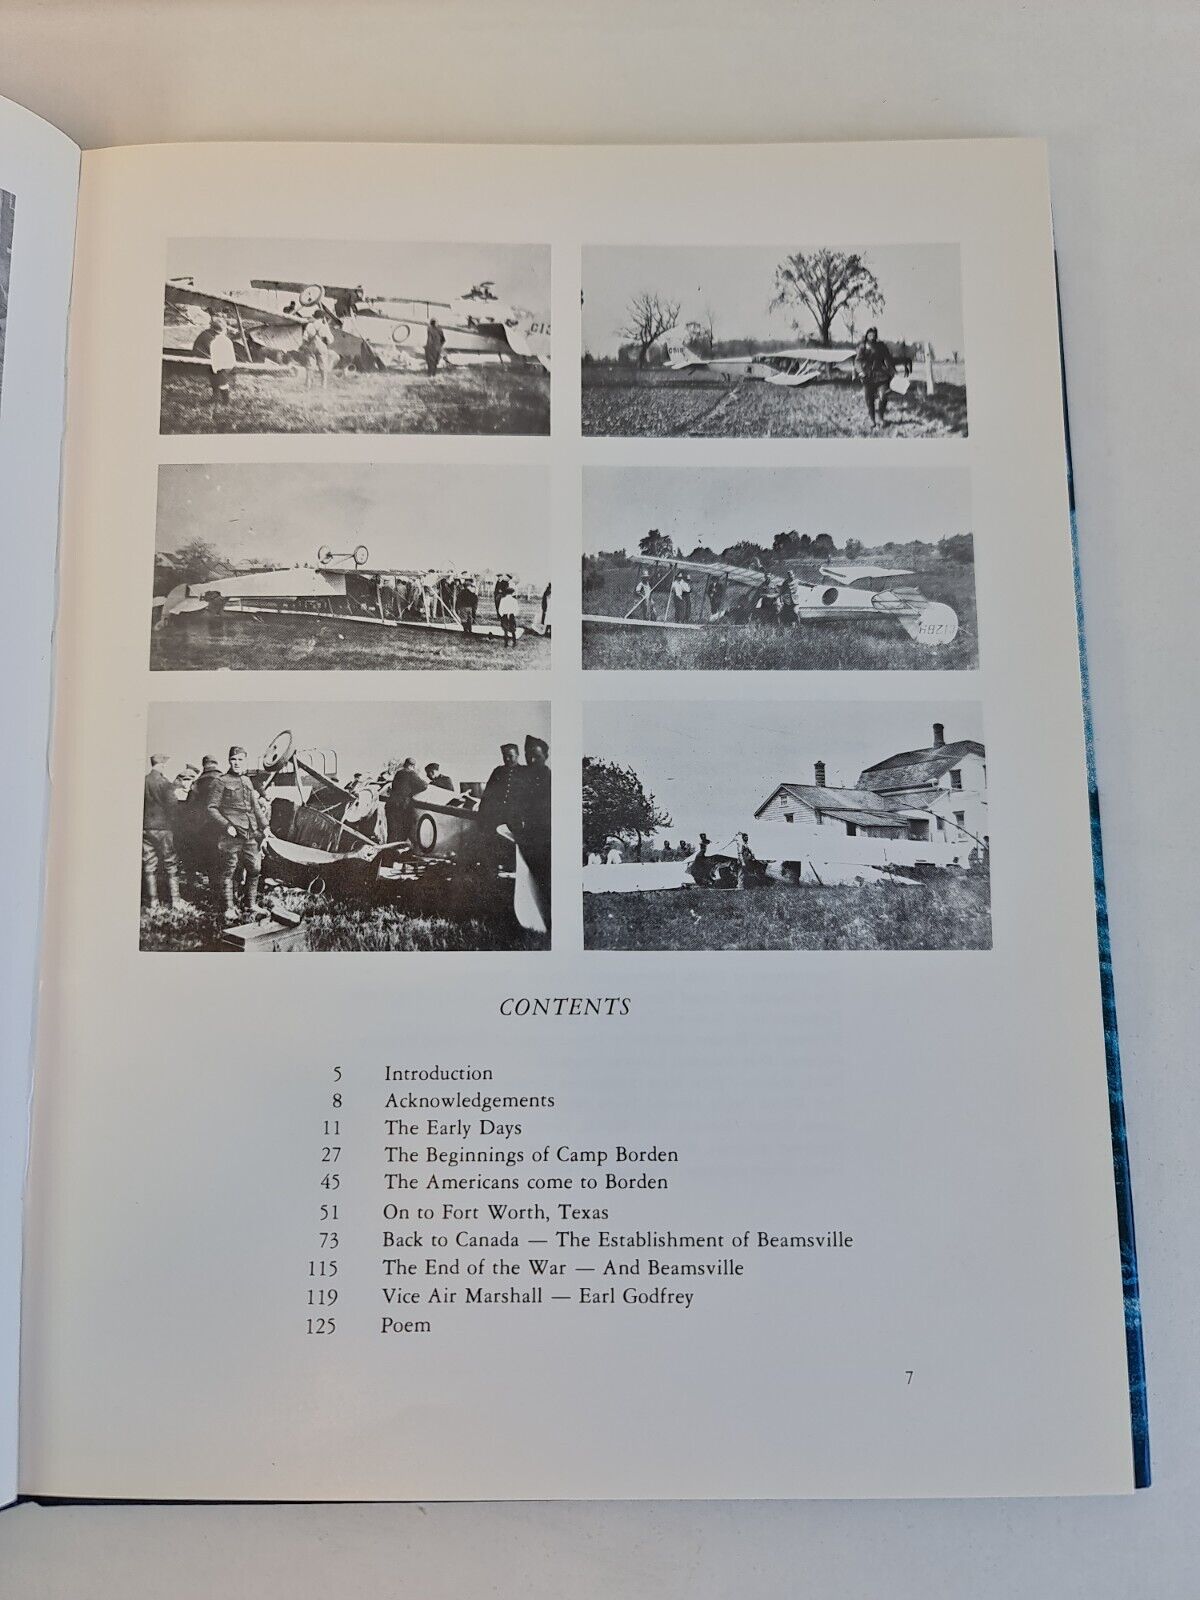 CONTENTS
5 Introduction
8 Acknowledgements
11 The Early Days
27 The Beginnings of Camp Borden
45 The Americans come to Borden
51 On to Fort Worth, Texas
73 Back to Canada — The Establishment of Beamsville
115 The End of the War — And Beamsville
119 Vice Air Marshall — Earl Godfrey
125 Poem
7